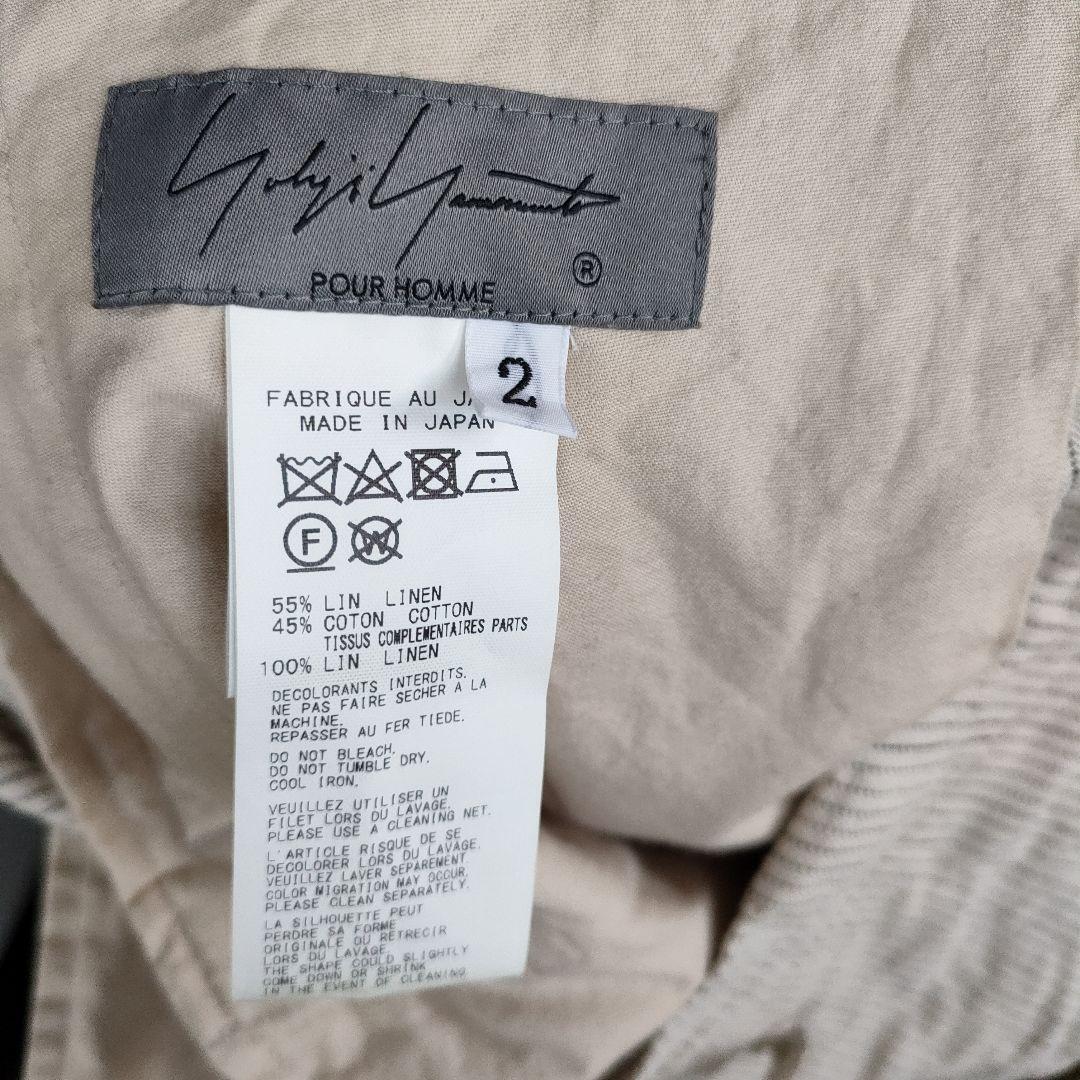 Yohji Yamamoto
POUR HOMME ®
2
FABRIQUE AU JA
MADE IN JAPAN
F W
55% LIN LINEN
45% COTON COTTON
TISSUS COMPLEMENTAIRES PARTS
100% LIN LINEN
DECOLORANTS INTERDITS.
NE PAS FAIRE SECHER A LA
MACHINE.
REPASSER AU FER TIEDE.
DO NOT BLEACH.
DO NOT TUMBLE DRY.
COOL IRON.
VEUILLEZ UTILISER UN
FILET LORS DU LAVAGE.
PLEASE USE A CLEANING NET.
L'ARTICLE RISQUE DE SE
DECOLORER LORS DU LAVAGE.
VEUILLEZ LAVER SEPAREMENT.
COLOR MIGRATION MAY OCCUR.
PLEASE CLEAN SEPARATELY.
LA SILHOUETTE PEUT
PERDRE SA FORME
ORIGINALE OU RETRECIR
LORS DU LAVAGE.
THE SHAPE COULD SLIGHTLY
COME DOWN OR SHRINK
IN THE EVENT OF CLEANING.